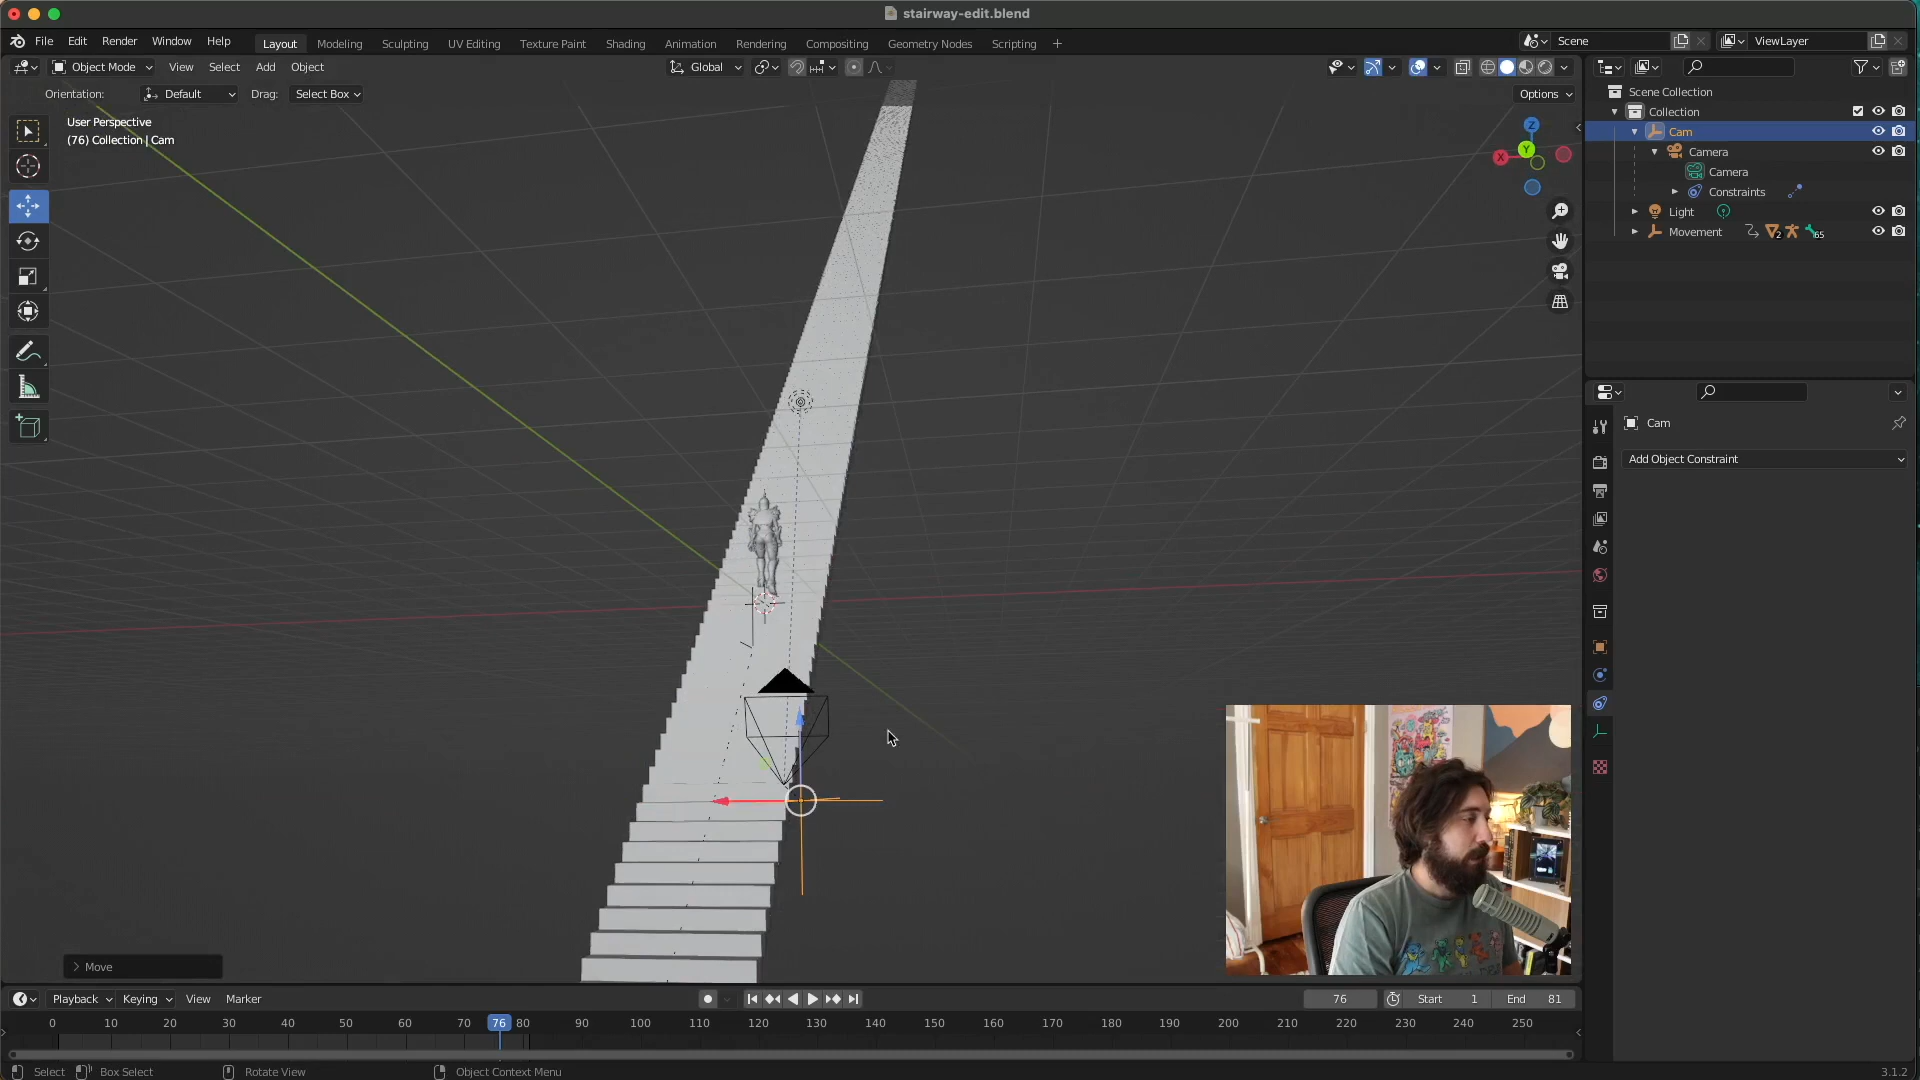 stairway-edit.blend
File Edit Render Window Help Layout Modeling Sculpting UV Editing Texture Paint Shading Animation Rendering Compositing Geometry Nodes Scripting + Scene ViewLayer
Object Mode View Select Add Object Global
Orientation: Default Drag: Select Box Options
User Perspective
(76) Collection | Cam
Z
Y
X
Scene Collection
Collection
Cam
Camera
Camera
Constraints
Light
Movement 2 65
Cam
Add Object Constraint
Move
Playback Keying View Marker 76 Start 1 End 81
0 10 20 30 40 50 60 70 76 80 90 100 110 120 130 140 150 160 170 180 190 200 210 220 230 240 250
Select Box Select Rotate View Object Context Menu 3.1.2